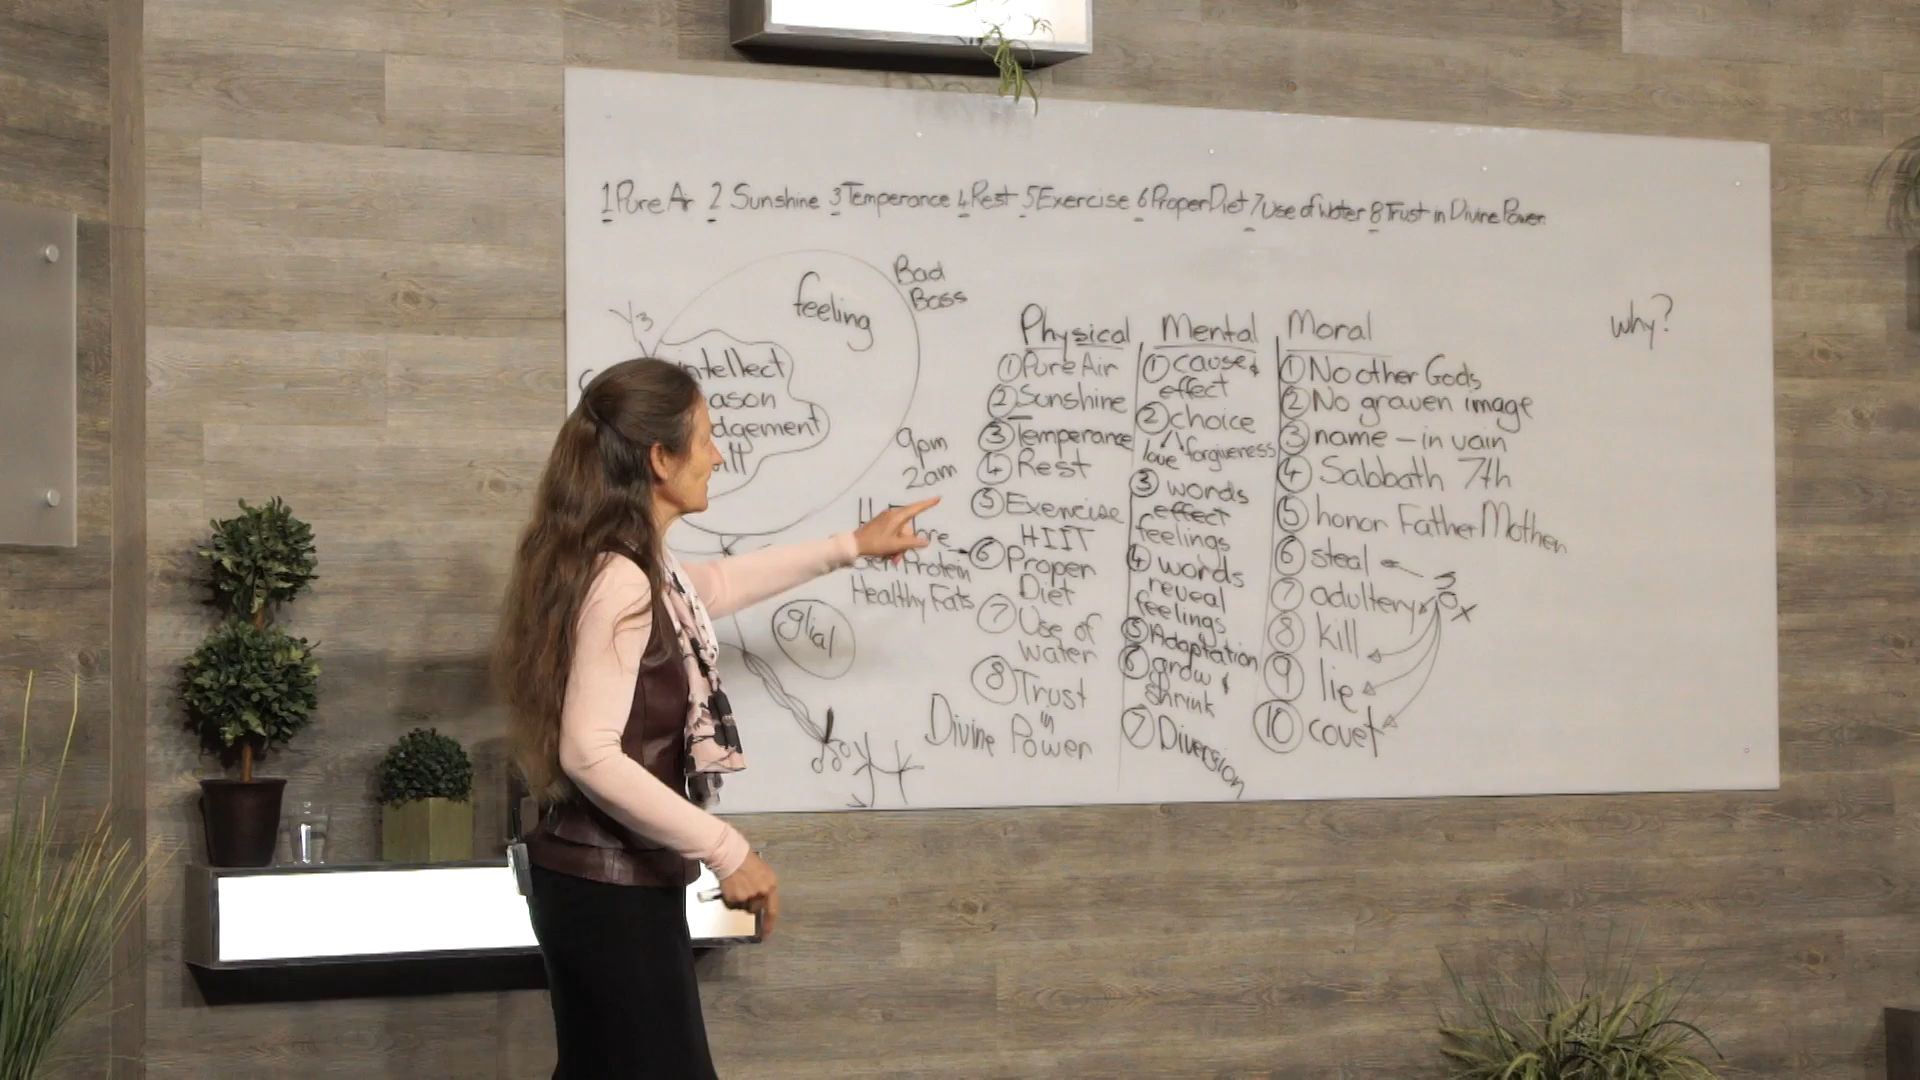 1 Pure Air 2 Sunshine 3 Temperance 4 Rest 5 Exercise 6 Proper Diet 7 Use of Water 8 Trust in Divine Power
feeling
Bad
Boss
1/3
intellect
9pm
2am
Healthy Fats
glial
Physical
① Pure Air
② Sunshine
③ Temperance
④ Rest
⑤ Exercise
HIIT
⑥ Proper
Diet
⑦ Use of
water
⑧ Trust
in
Divine Power
Mental
① cause &
effect
② choice
love forgiveness
③ words
effect
feelings
④ words
reveal
feelings
⑤ Adaptation
⑥ grow &
shrink
⑦ Diversion
Moral
① No other Gods
② No graven image
③ name - in vain
④ Sabbath 7th
⑤ honor Father Mother
⑥ steal
⑦ adultery
⑧ kill
⑨ lie
⑩ covet
why?